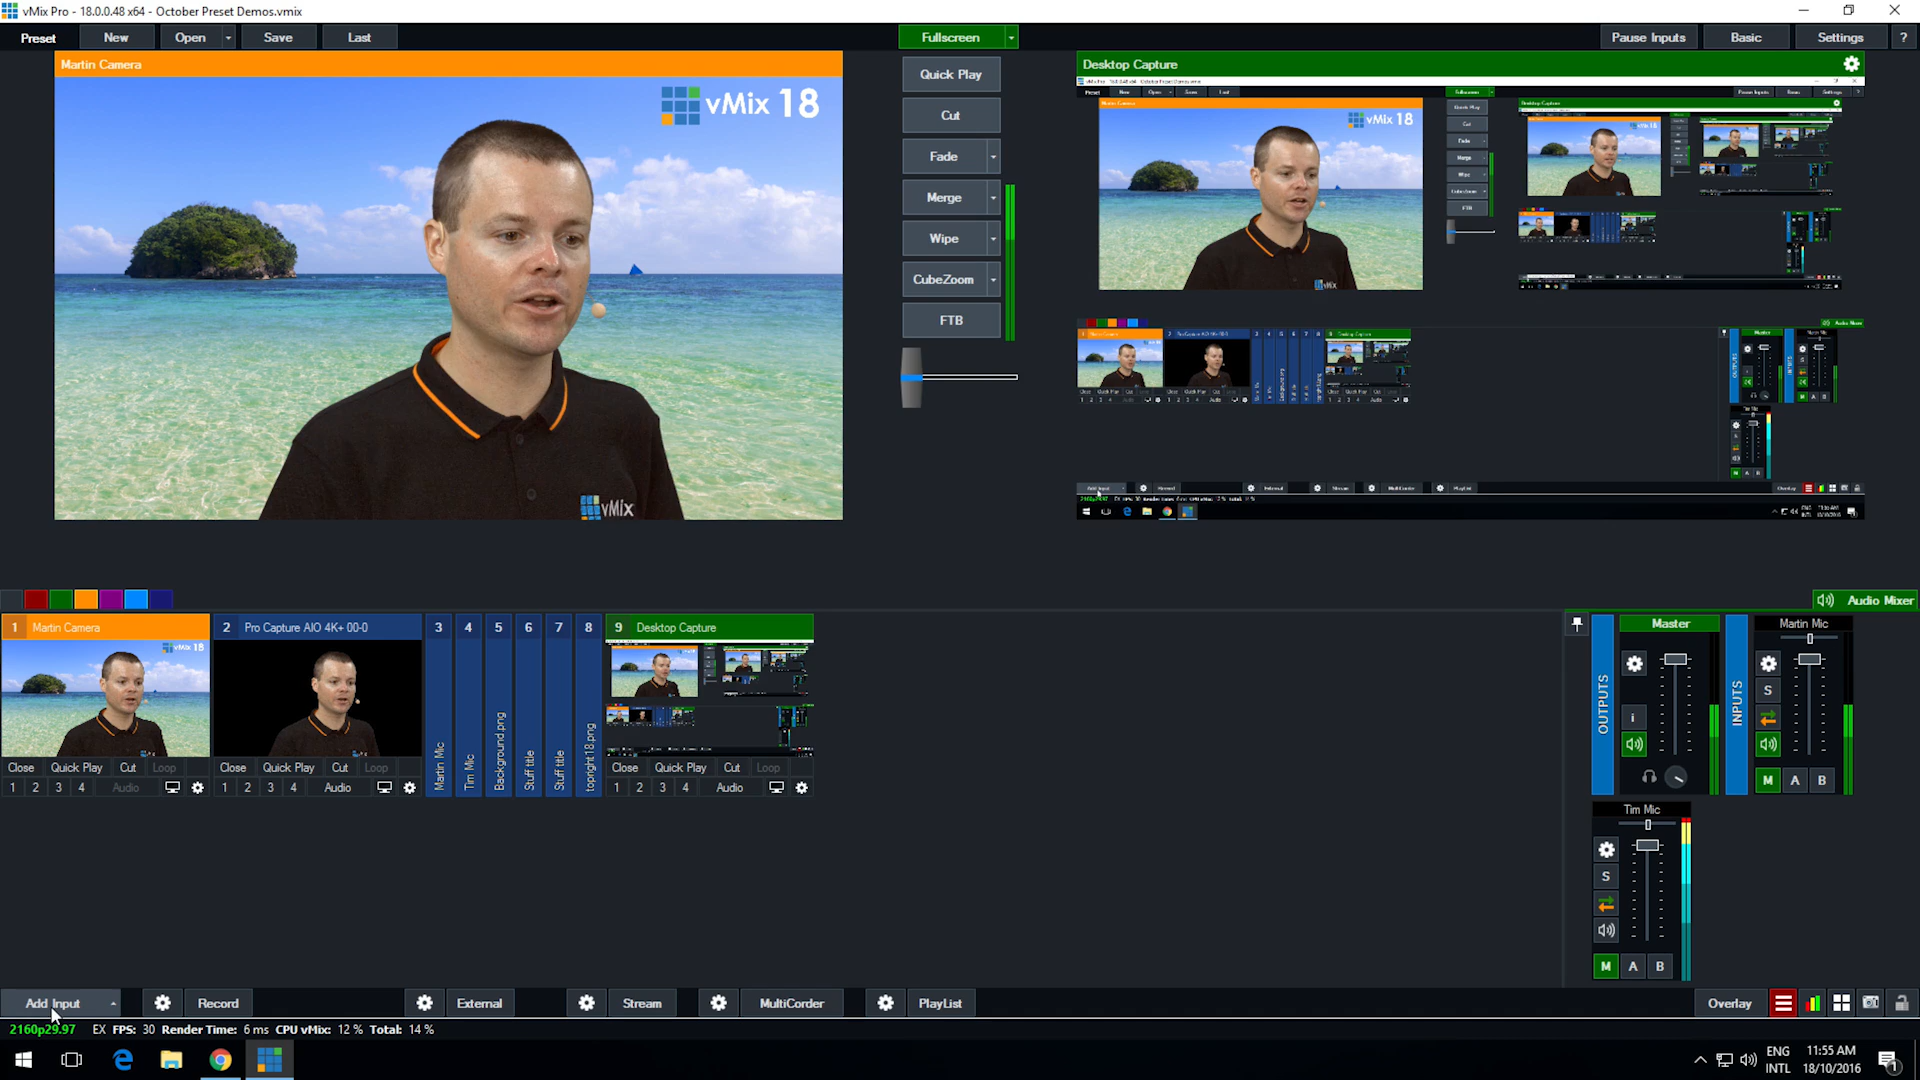 vMix Pro - 18.0.0.48 x64 - October Preset Demos.vmix
Preset New Open Save Last Fullscreen Pause Inputs Basic Settings ?
Martin Camera
vMix 18
vMix
Quick Play
Cut
Fade
Merge
Wipe
CubeZoom
FTB
Desktop Capture
vMix 18
vMix
Audio Mixer
1 Martin Camera
vMix 18
Close Quick Play Cut Loop
1 2 3 4 Audio
2 Pro Capture AIO 4K+ 00-0
Close Quick Play Cut Loop
1 2 3 4 Audio
3 Martin Mic
4 Tim Mic
5 Background.png
6 Stuff title
7 Stuff title
8 topright18.png
9 Desktop Capture
Close Quick Play Cut Loop
1 2 3 4 Audio
OUTPUTS
Master
i
INPUTS
Martin Mic
S
M A B
Tim Mic
S
M A B
Add Input Record External Stream MultiCorder PlayList Overlay
2160p29.97 EX FPS: 30 Render Time: 6 ms CPU vMix: 12 % Total: 14 %
ENG
INTL
11:55 AM
18/10/2016
1